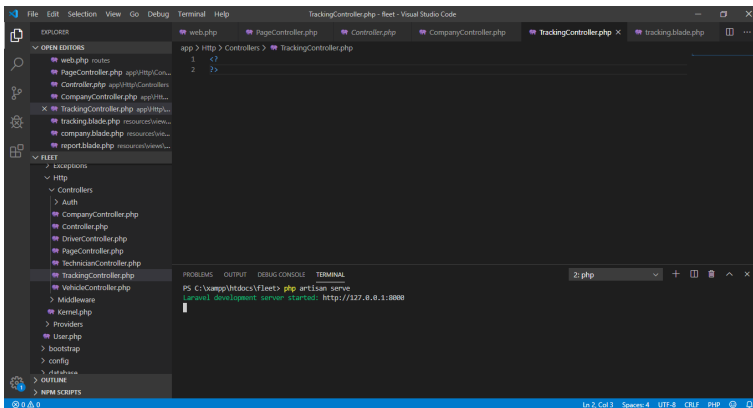 File Edit Selection View Go Debug Terminal Help TrackingController.php - fleet - Visual Studio Code
EXPLORER
OPEN EDITORS
web.php routes
PageController.php app\Http\Con...
Controller.php app\Http\Controllers
CompanyController.php app\Htt...
TrackingController.php app\Http\...
tracking.blade.php resources\view...
company.blade.php resources\vie...
report.blade.php resources\views\...
FLEET
Exceptions
Http
Controllers
Auth
CompanyController.php
Controller.php
DriverController.php
PageController.php
TechnicianController.php
TrackingController.php
VehicleController.php
Middleware
Kernel.php
Providers
User.php
bootstrap
config
database
OUTLINE
NPM SCRIPTS
web.php PageController.php Controller.php CompanyController.php TrackingController.php tracking.blade.php
app > Http > Controllers > TrackingController.php
1 <?
2 ?>
PROBLEMS OUTPUT DEBUG CONSOLE TERMINAL 2: php
PS C:\xampp\htdocs\fleet> php artisan serve
Laravel development server started: http://127.0.0.1:8000
1
0 0 Ln 2, Col 3 Spaces: 4 UTF-8 CRLF PHP